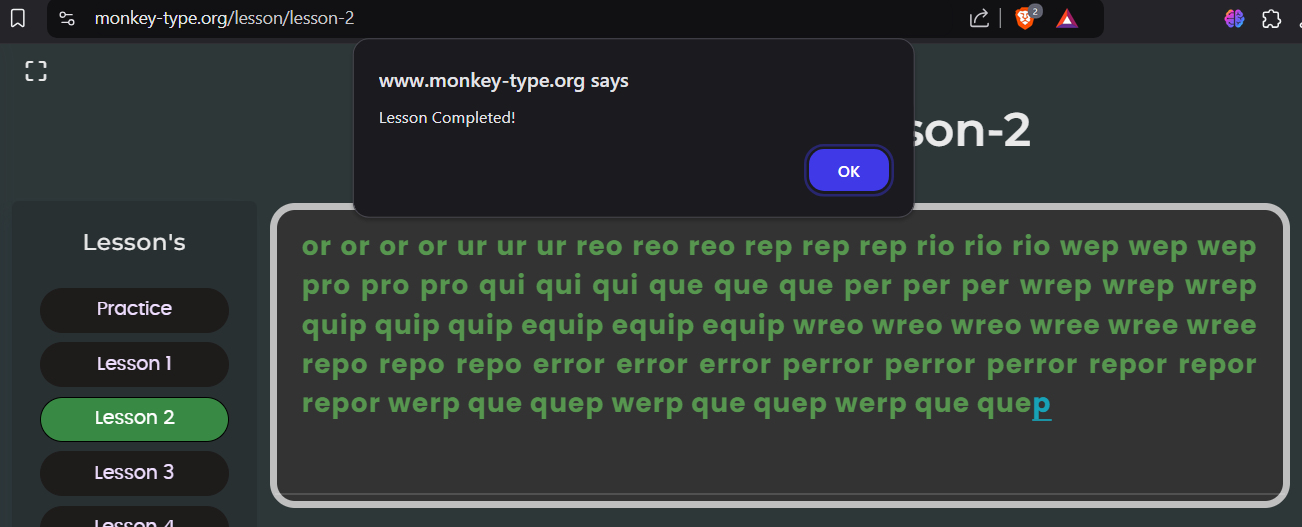 monkey-type.org/lesson/lesson-2
2
www.monkey-type.org says
Lesson Completed!
OK
son-2
Lesson's
Practice
Lesson 1
Lesson 2
Lesson 3
Lesson 4
or or or or ur ur ur reo reo reo rep rep rep rio rio rio wep wep wep
pro pro pro qui qui qui que que que per per per wrep wrep wrep
quip quip quip equip equip equip wreo wreo wreo wree wree wree
repo repo repo error error error perror perror perror repor repor
repor werp que quep werp que quep werp que quep